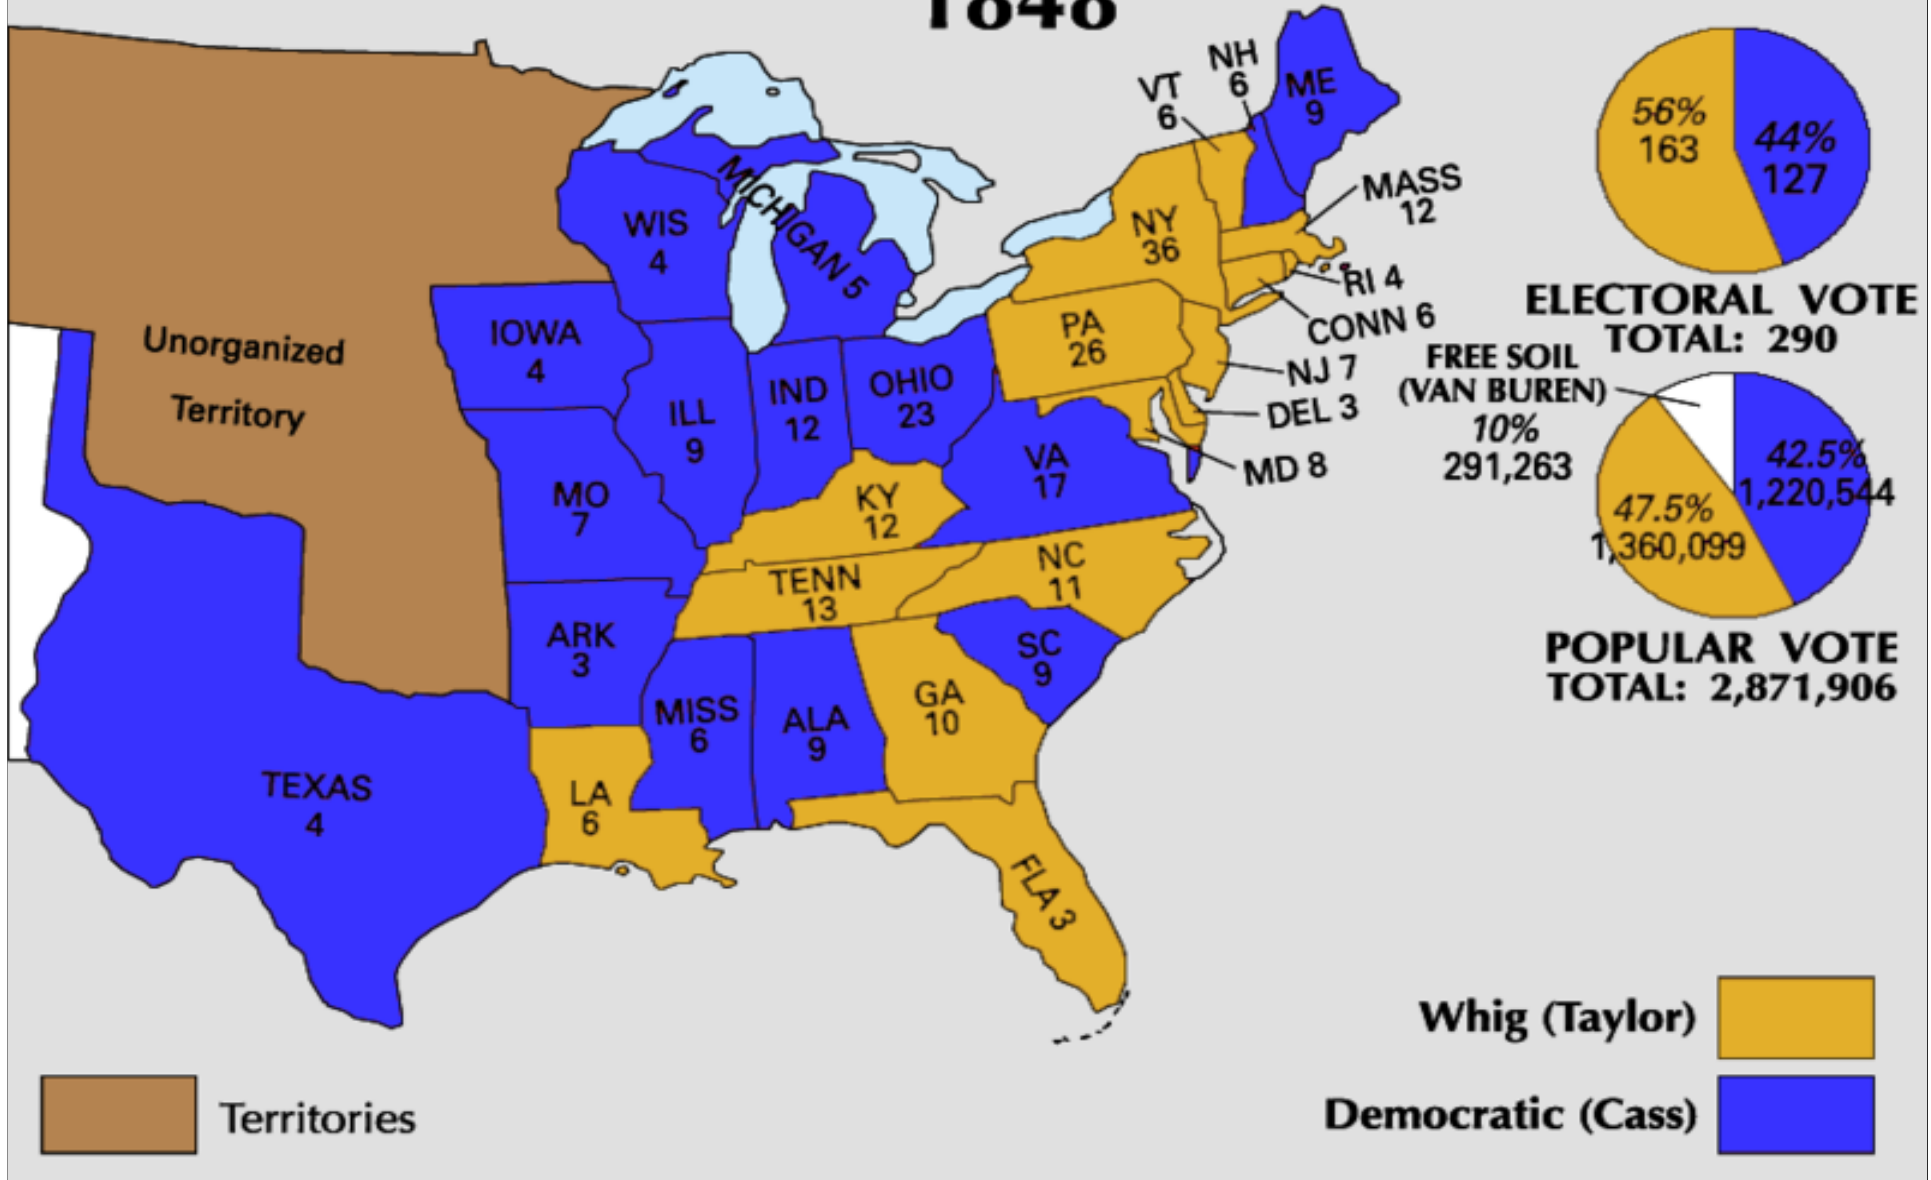 1848
NH
6
VT
6
ME
9
MASS
12
NY
36
RI 4
CONN 6
PA
26
NJ 7
DEL 3
MD 8
WIS
4
MICHIGAN 5
IOWA
4
ILL
9
IND
12
OHIO
23
VA
17
MO
7
KY
12
TENN
13
NC
11
ARK
3
SC
9
MISS
6
ALA
9
GA
10
LA
6
TEXAS
4
FLA 3
Unorganized
Territory
56%
163
44%
127
ELECTORAL VOTE
TOTAL: 290
FREE SOIL
(VAN BUREN)
10%
291,263
42.5%
1,220,544
47.5%
1,360,099
POPULAR VOTE
TOTAL: 2,871,906
Whig (Taylor)
Democratic (Cass)
Territories